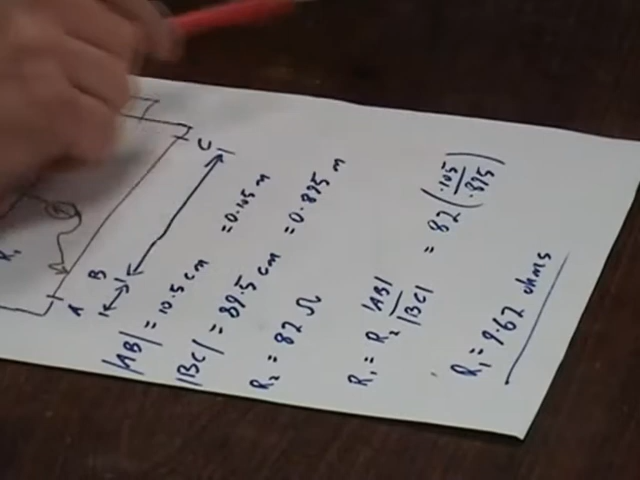 R₁
A
B
C
|AB| = 10.5 cm = 0.105 m
|BC| = 89.5 cm = 0.895 m
R₂ = 82 Ω
R₁ = R₂ |AB| / |BC| = 82 (.105 / .895)
R₁ = 9.62 ohms